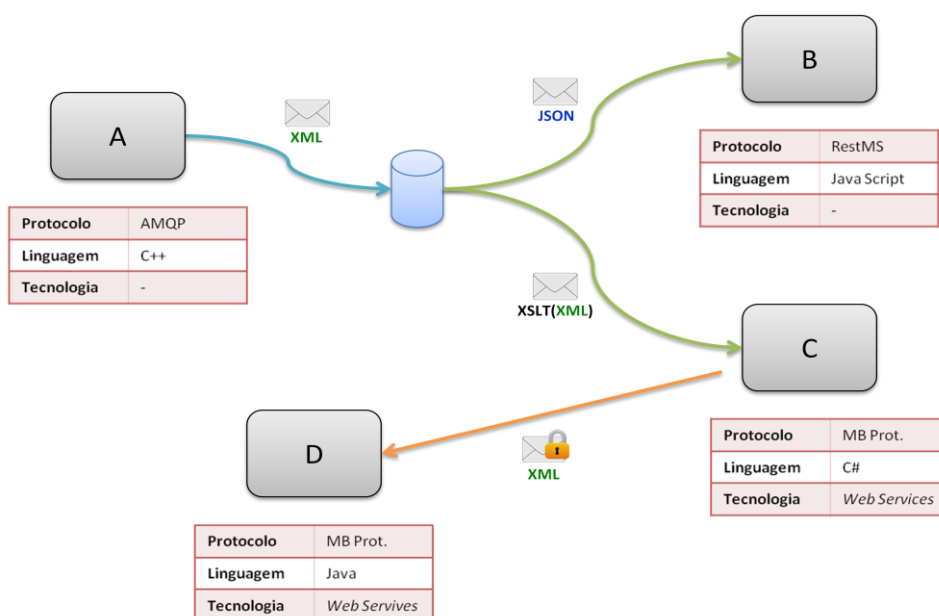 A
XML
JSON
B
Protocolo AMQP
Linguagem C++
Tecnologia -
Protocolo RestMS
Linguagem Java Script
Tecnologia -
XSLT(XML)
C
D
XML
Protocolo MB Prot.
Linguagem C#
Tecnologia Web Services
Protocolo MB Prot.
Linguagem Java
Tecnologia Web Servives